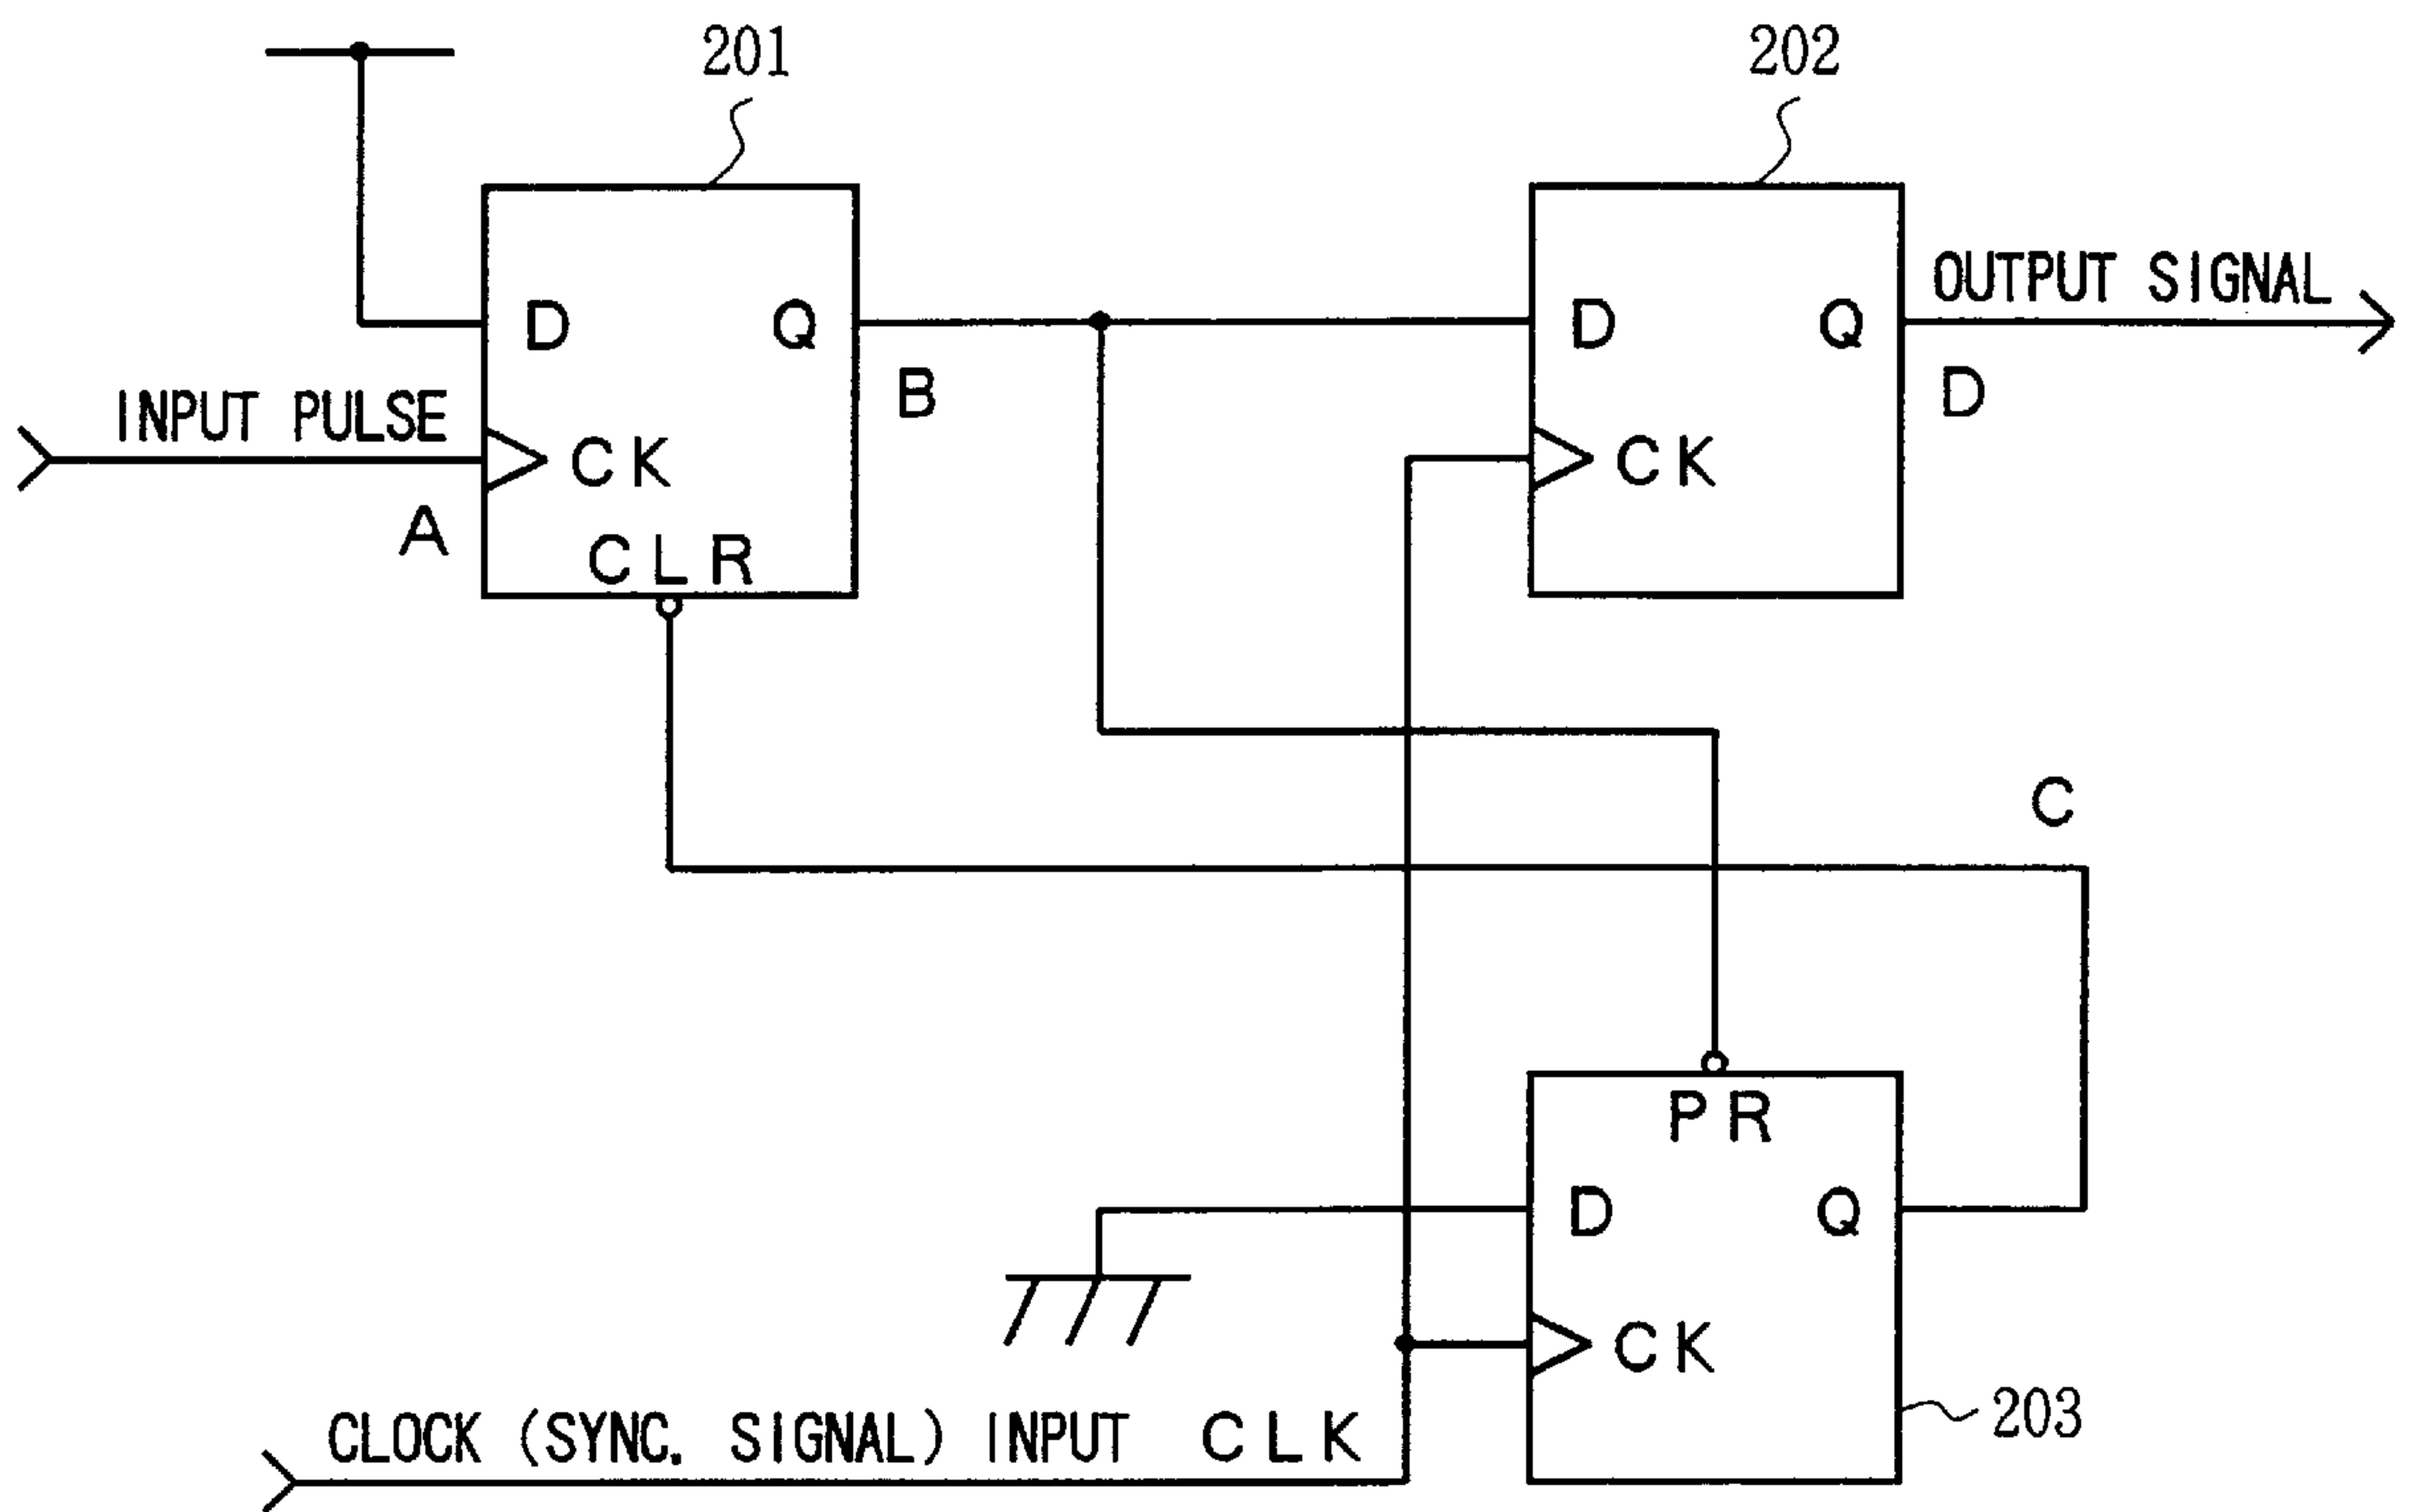 201
202
D
Q
D
Q
OUTPUT SIGNAL
INPUT PULSE
B
D
CK
CK
A
CLR
C
PR
D
Q
CK
203
CLOCK (SYNC. SIGNAL) INPUT CLK